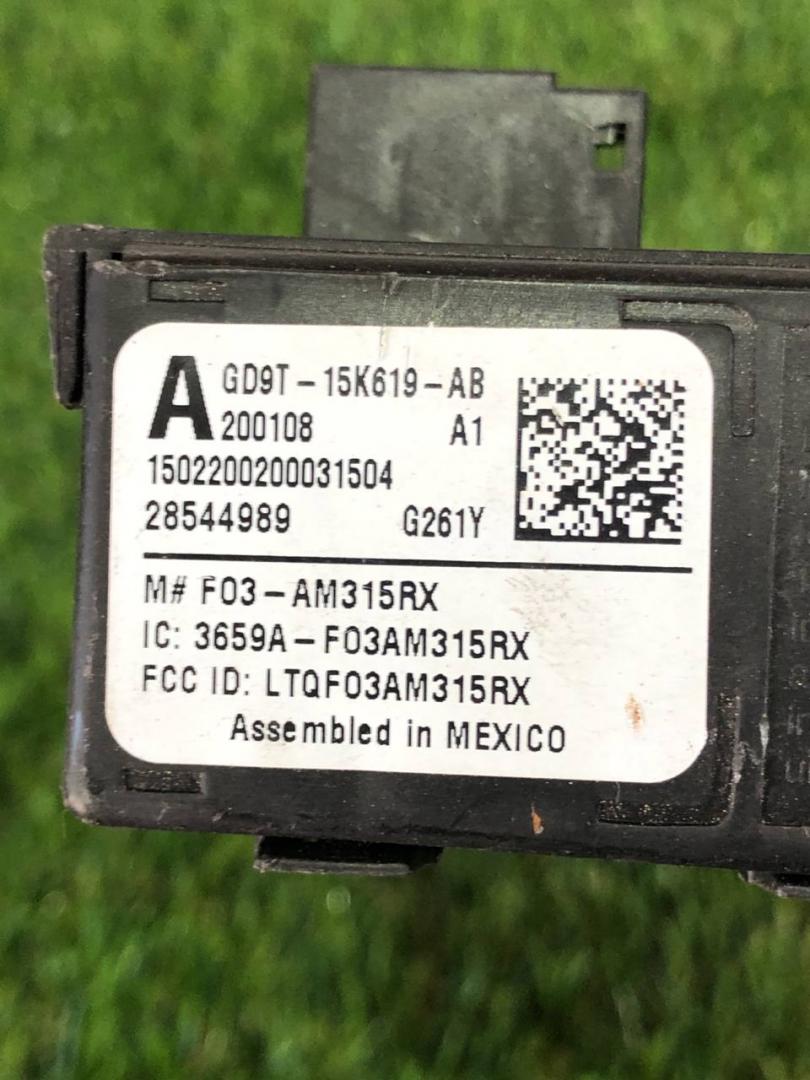 A GD9T-15K619-AB
200108 A1
1502200200031504
28544989 G261Y
M# F03-AM315RX
IC: 3659A-F03AM315RX
FCC ID: LTQF03AM315RX
Assembled in MEXICO